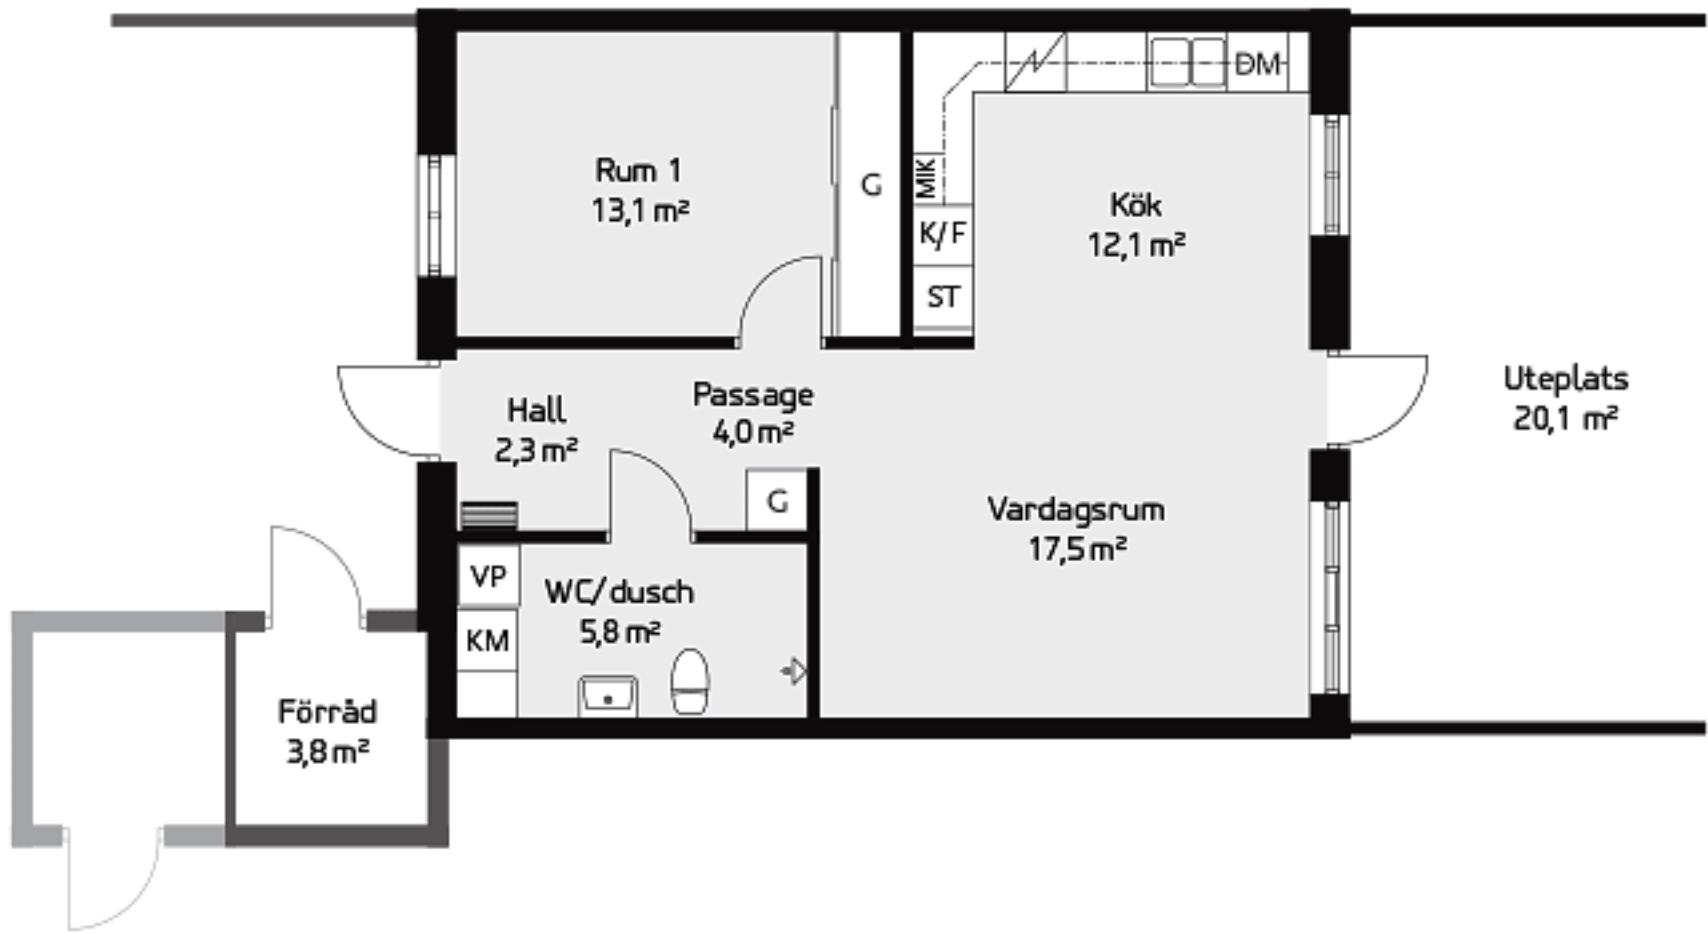 Rum 1
13,1 m²
G
DM
MIK
K/F
ST
Kök
12,1 m²
Hall
2,3 m²
Passage
4,0 m²
G
Uteplats
20,1 m²
Vardagsrum
17,5 m²
VP
KM
WC/dusch
5,8 m²
Förråd
3,8 m²